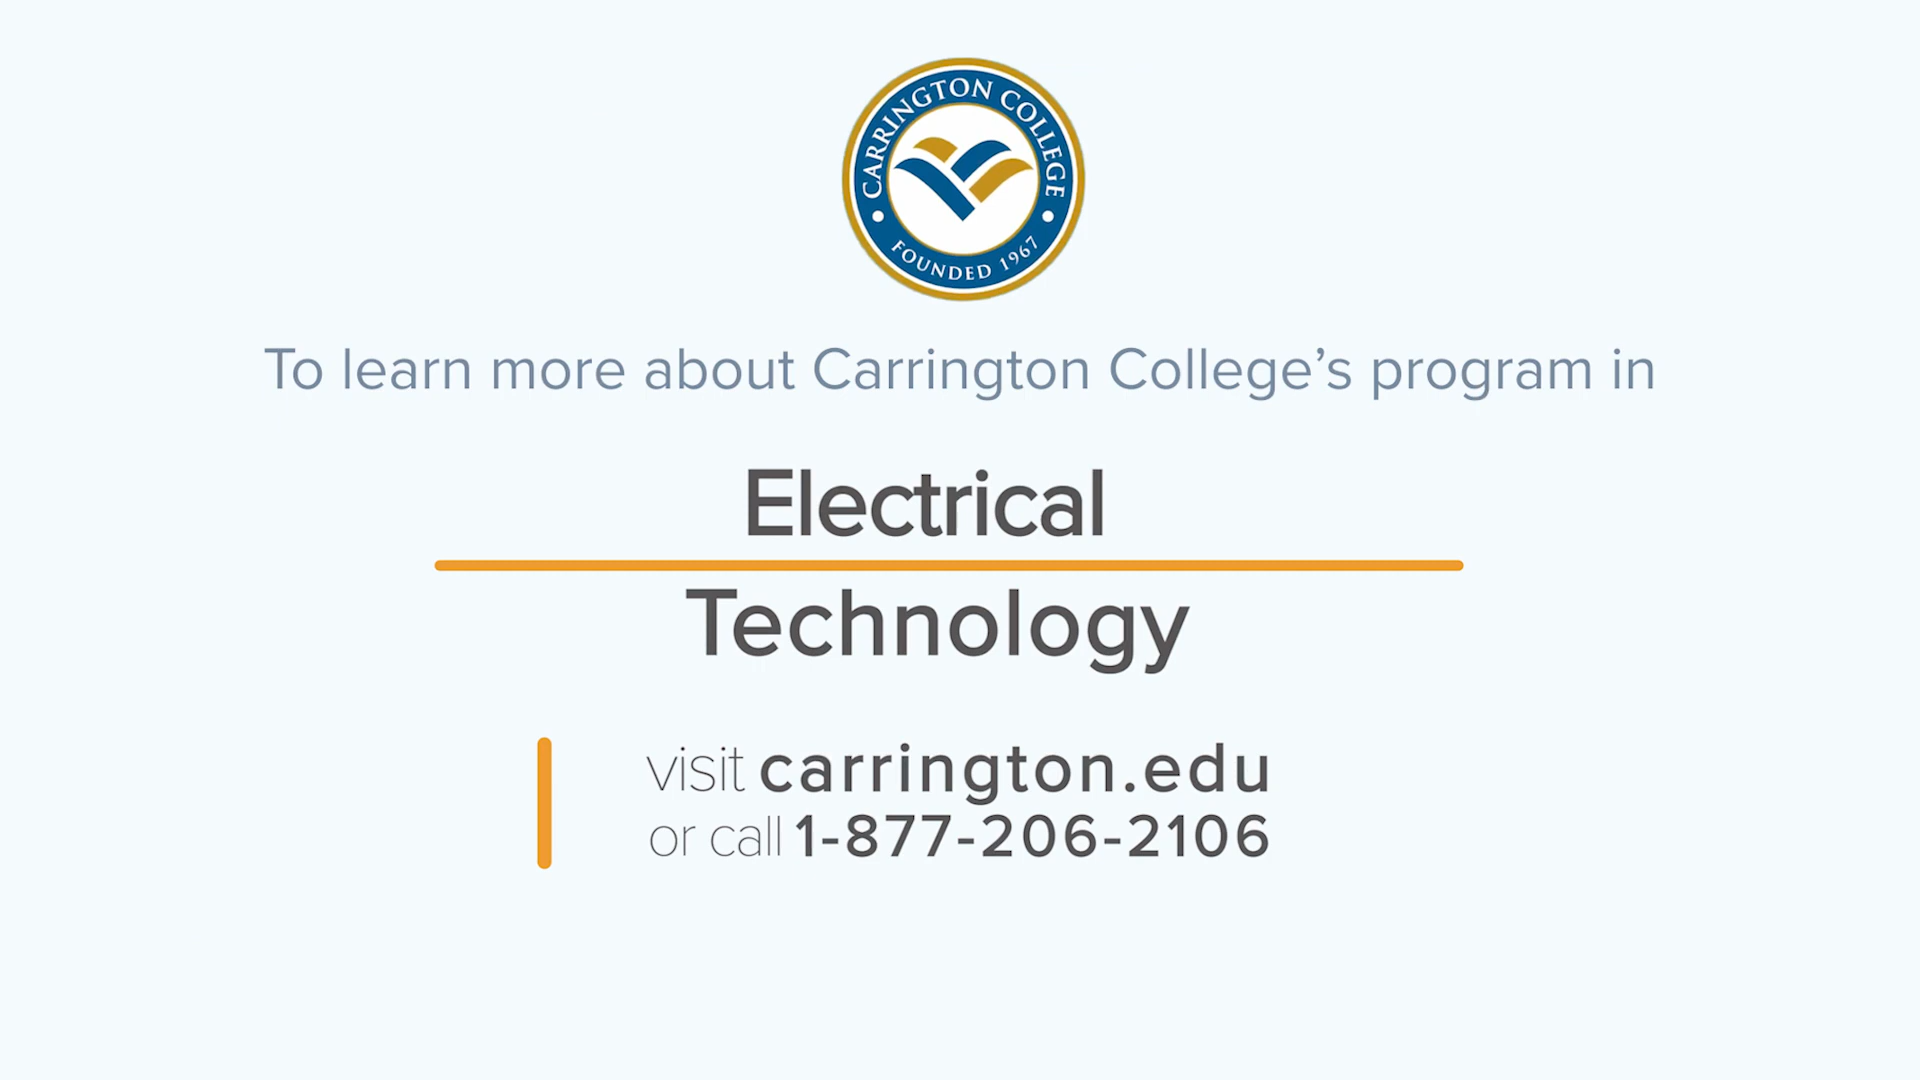 CARRINGTON COLLEGE
FOUNDED 1967
To learn more about Carrington College’s program in
Electrical
Technology
visit carrington.edu
or call 1-877-206-2106